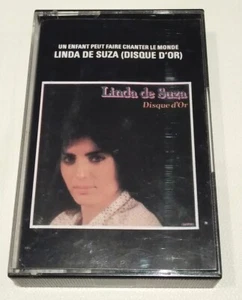 UN ENFANT PEUT FAIRE CHANTER LE MONDE
LINDA DE SUZA (DISQUE D'OR)
Linda de Suza
Disque d'Or